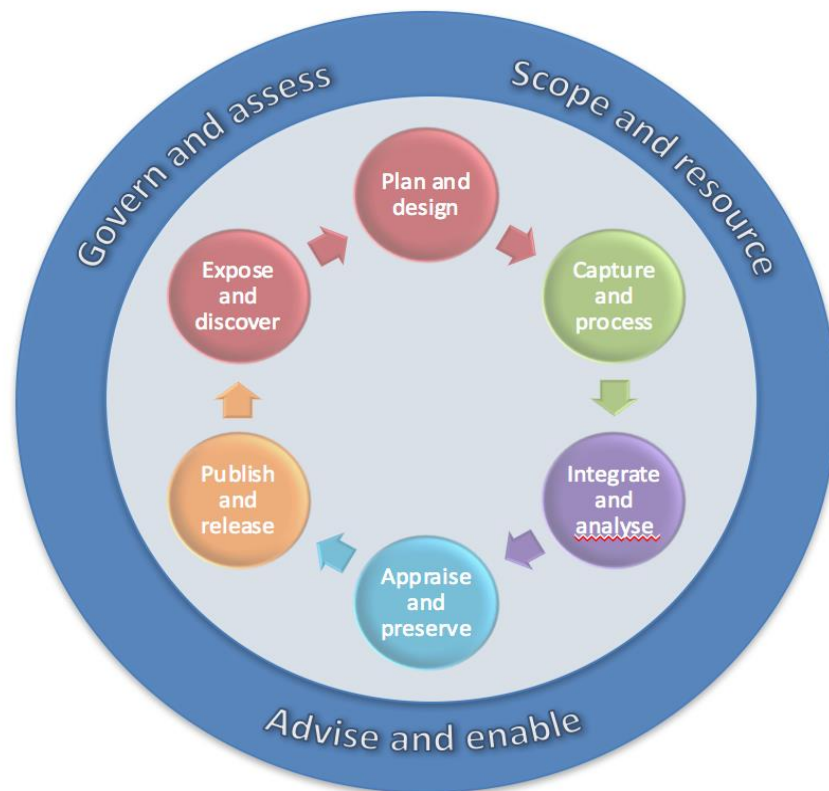 Govern and assess
Scope and resource
Plan and
design
Capture
and
process
Integrate
and
analyse
Appraise
and
preserve
Publish
and
release
Expose
and
discover
Advise and enable